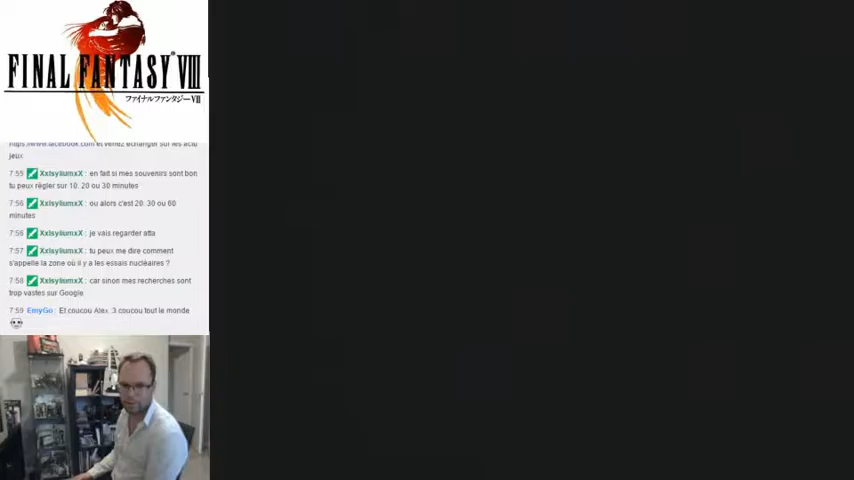 FINAL FANTASY VIII
ファイナルファンタジーVII
https://www.facebook.com et venez échanger sur les actu
jeux
7:55 XxIsyliumxX : en fait si mes souvenirs sont bon
tu peux régler sur 10. 20 ou 30 minutes
7:56 XxIsyliumxX : ou alors c'est 20. 30 ou 60
minutes
7:56 XxIsyliumxX : je vais regarder atta
7:57 XxIsyliumxX : tu peux me dire comment
s'appelle la zone où il y a les essais nucléaires ?
7:58 XxIsyliumxX : car sinon mes recherches sont
trop vastes sur Google
7:59 EmyGo : Et coucou Alex. 3 coucou tout le monde